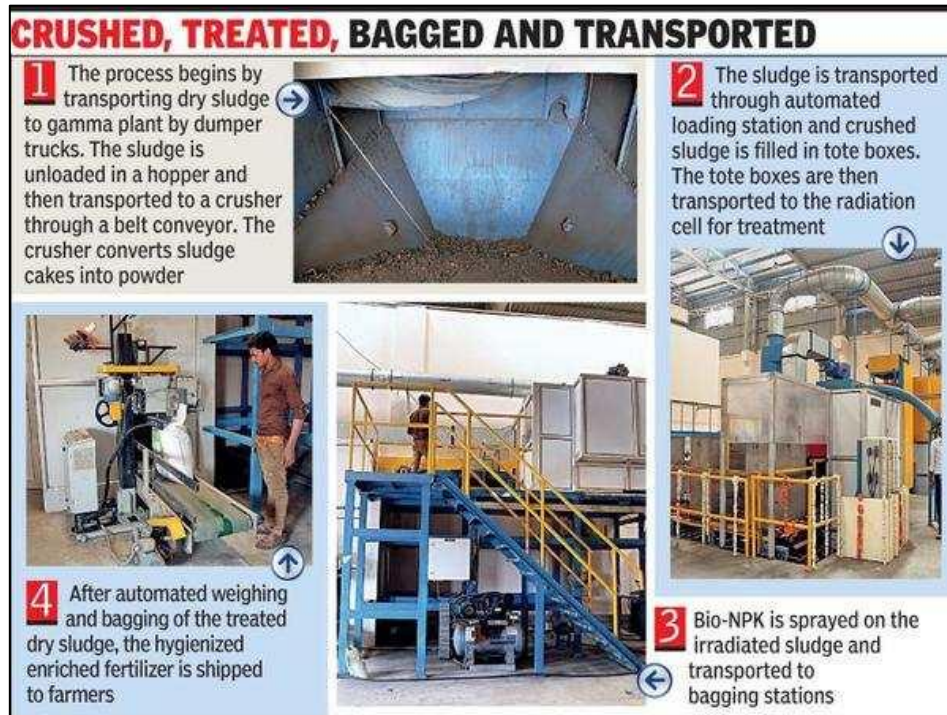 CRUSHED, TREATED, BAGGED AND TRANSPORTED
1 The process begins by
transporting dry sludge
to gamma plant by dumper
trucks. The sludge is
unloaded in a hopper and
then transported to a crusher
through a belt conveyor. The
crusher converts sludge
cakes into powder
2 The sludge is transported
through automated
loading station and crushed
sludge is filled in tote boxes.
The tote boxes are then
transported to the radiation
cell for treatment
3 Bio-NPK is sprayed on the
irradiated sludge and
transported to
bagging stations
4 After automated weighing
and bagging of the treated
dry sludge, the hygienized
enriched fertilizer is shipped
to farmers